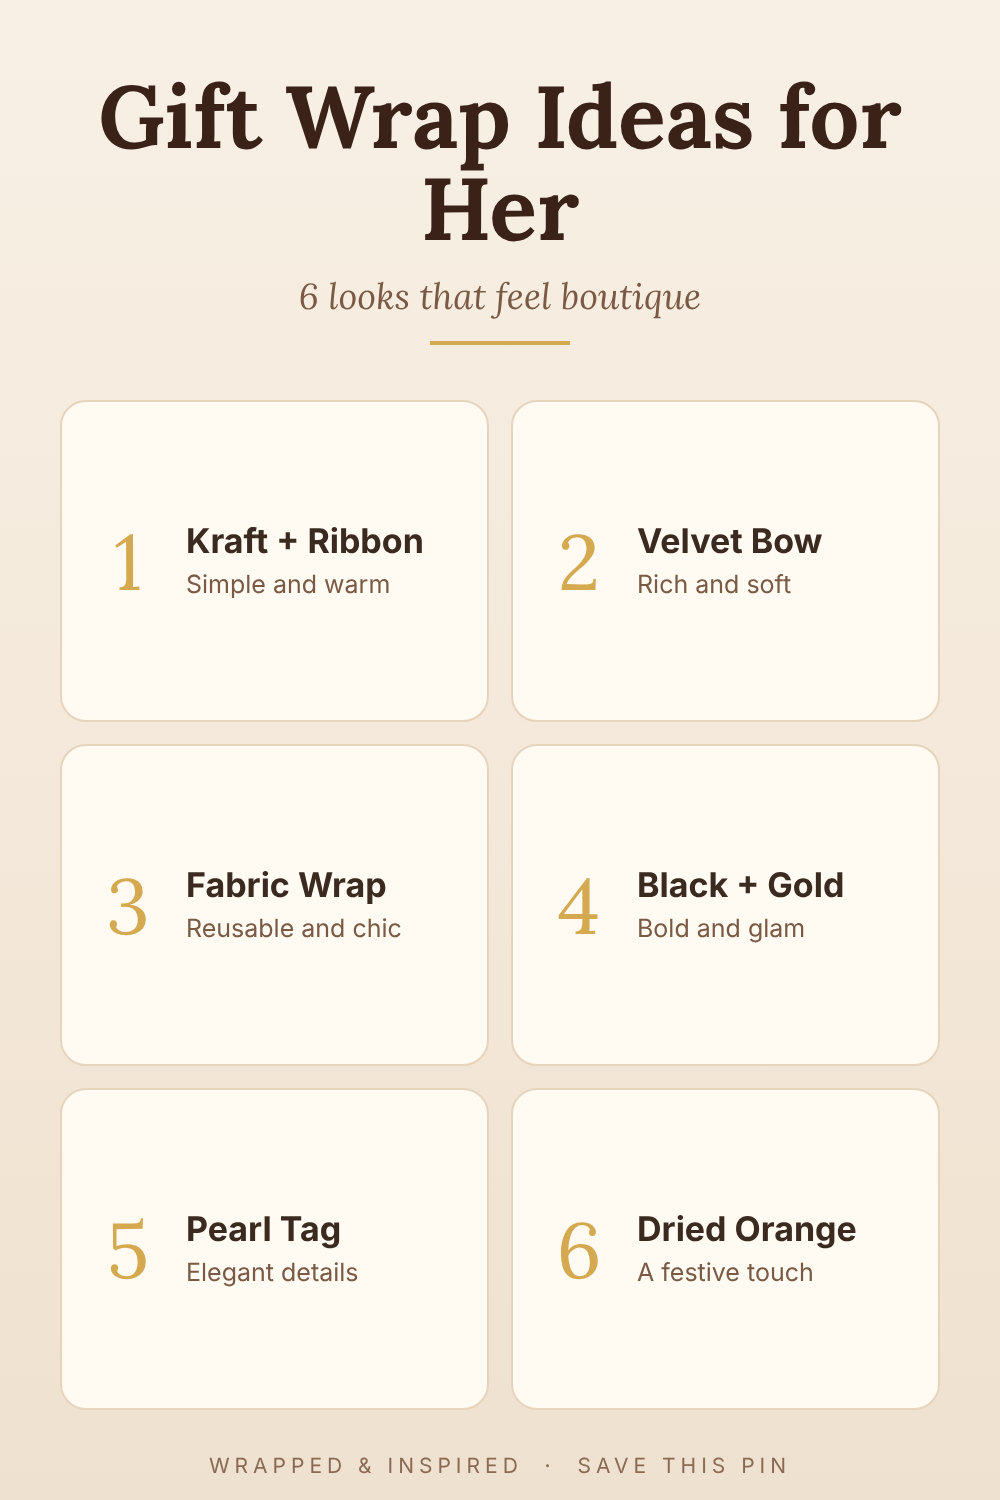 Gift Wrap Ideas for
Her
6 looks that feel boutique
1
Kraft + Ribbon
Simple and warm
2
Velvet Bow
Rich and soft
3
Fabric Wrap
Reusable and chic
4
Black + Gold
Bold and glam
5
Pearl Tag
Elegant details
6
Dried Orange
A festive touch
WRAPPED & INSPIRED · SAVE THIS PIN